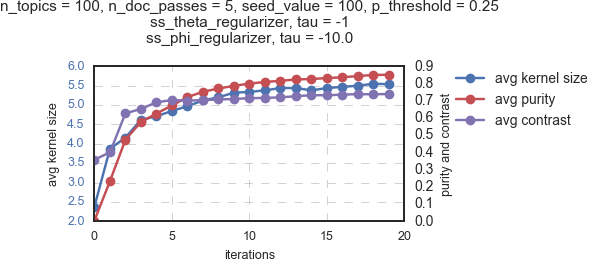 n_topics = 100, n_doc_passes = 5, seed_value = 100, p_threshold = 0.25
ss_theta_regularizer, tau = -1
ss_phi_regularizer, tau = -10.0
6.0
5.5
5.0
4.5
4.0
3.5
3.0
2.5
2.0
avg kernel size
0.9
0.8
0.7
0.6
0.5
0.4
0.3
0.2
0.1
0.0
purity and contrast
avg kernel size
avg purity
avg contrast
0 5 10 15 20
iterations